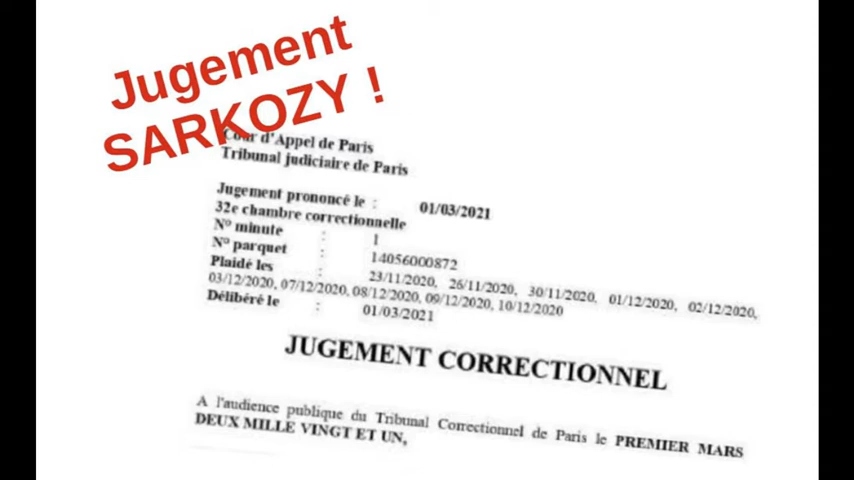 Jugement
SARKOZY !
Cour d'Appel de Paris
Tribunal judiciaire de Paris
Jugement prononcé le : 01/03/2021
32e chambre correctionnelle
N° minute : 1
N° parquet : 14056000872
Plaidé les : 23/11/2020, 26/11/2020, 30/11/2020, 01/12/2020, 02/12/2020,
03/12/2020, 07/12/2020, 08/12/2020, 09/12/2020, 10/12/2020
Délibéré le : 01/03/2021
JUGEMENT CORRECTIONNEL
A l'audience publique du Tribunal Correctionnel de Paris le PREMIER MARS
DEUX MILLE VINGT ET UN,